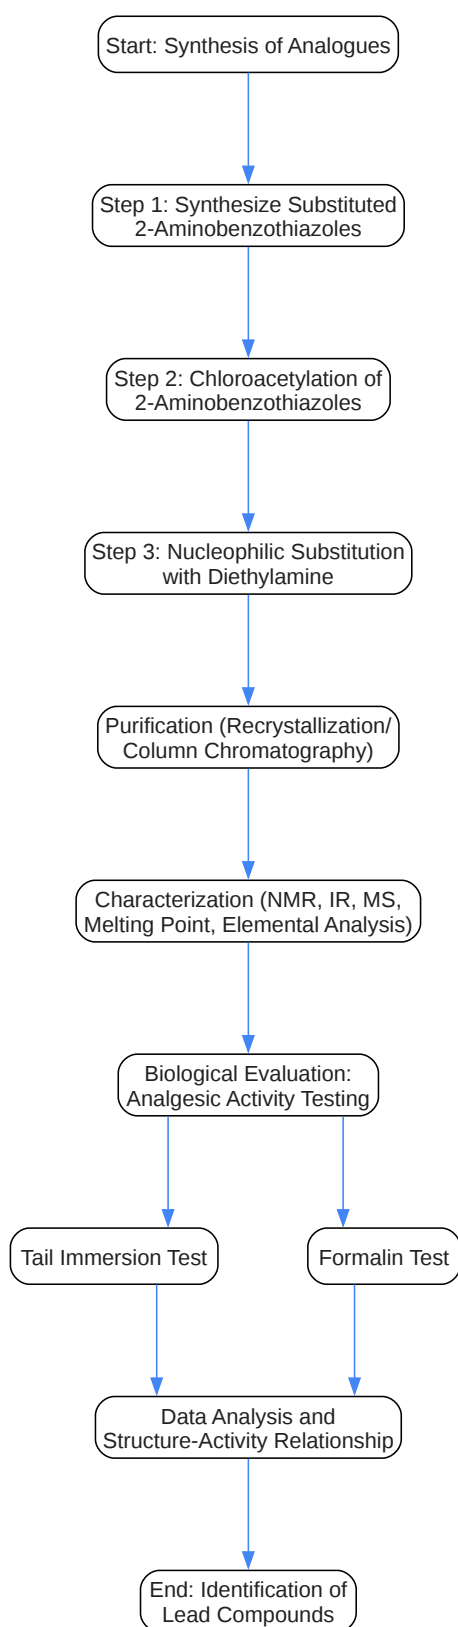 Start: Synthesis of Analogues
Step 1: Synthesize Substituted
2-Aminobenzothiazoles
Step 2: Chloroacetylation of
2-Aminobenzothiazoles
Step 3: Nucleophilic Substitution
with Diethylamine
Purification (Recrystallization/
Column Chromatography)
Characterization (NMR, IR, MS,
Melting Point, Elemental Analysis)
Biological Evaluation:
Analgesic Activity Testing
Tail Immersion Test
Formalin Test
Data Analysis and
Structure-Activity Relationship
End: Identification of
Lead Compounds